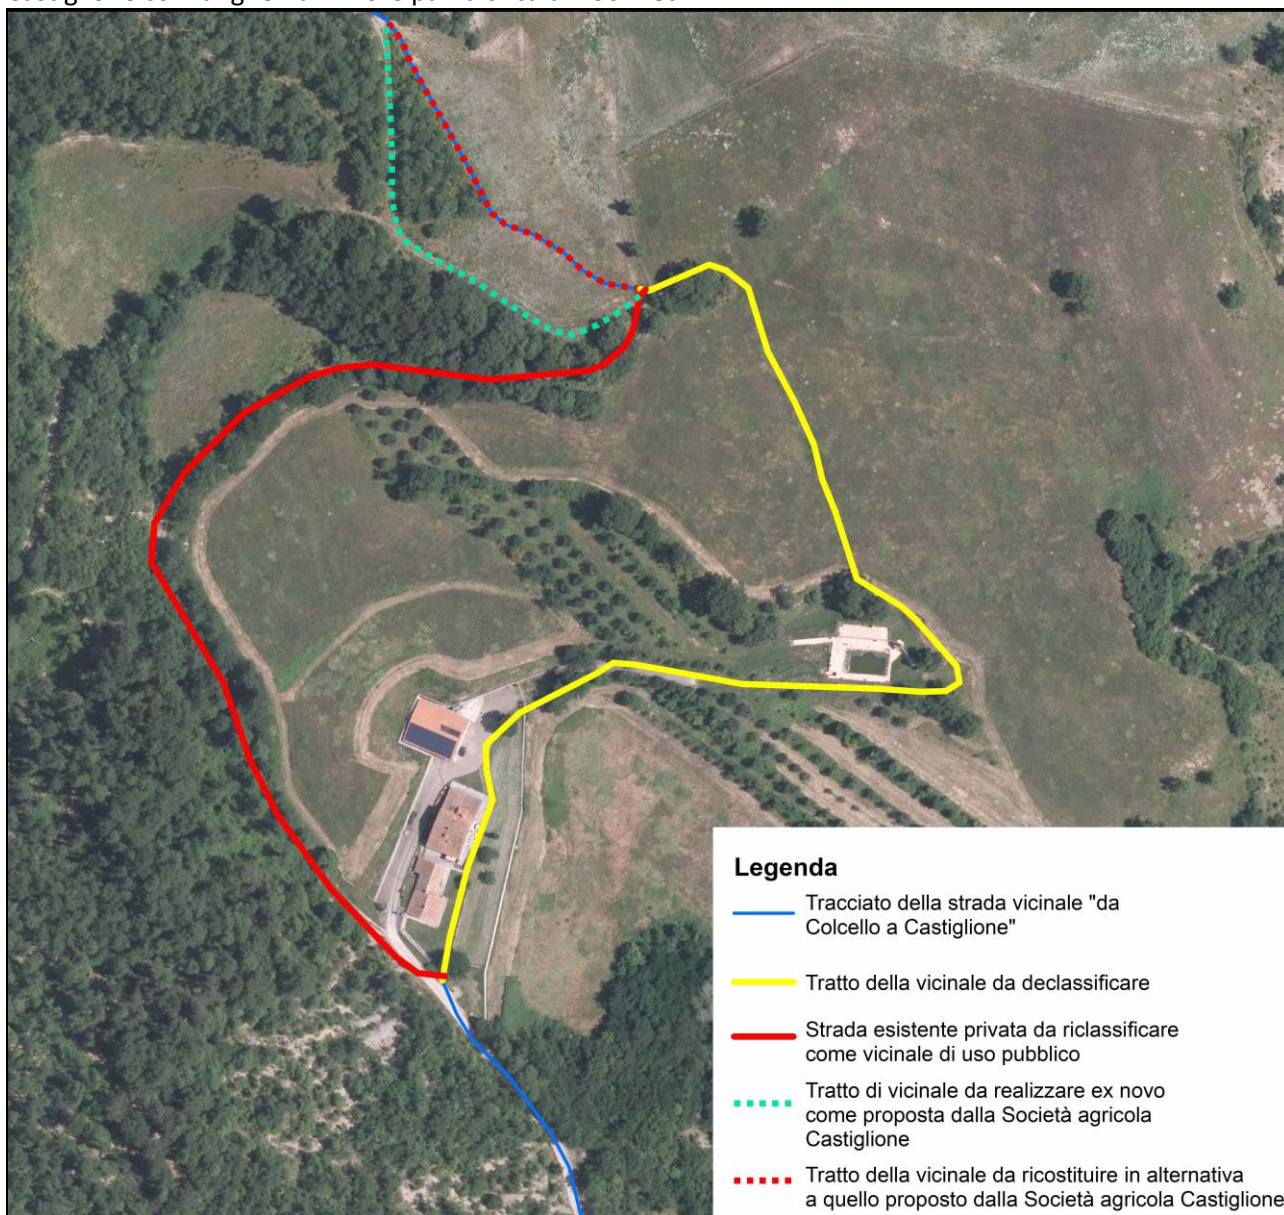 Legenda
Tracciato della strada vicinale "da
Colcello a Castiglione"
Tratto della vicinale da declassificare
Strada esistente privata da riclassificare
come vicinale di uso pubblico
Tratto di vicinale da realizzare ex novo
come proposta dalla Società agricola
Castiglione
Tratto della vicinale da ricostituire in alternativa
a quello proposto dalla Società agricola Castiglione